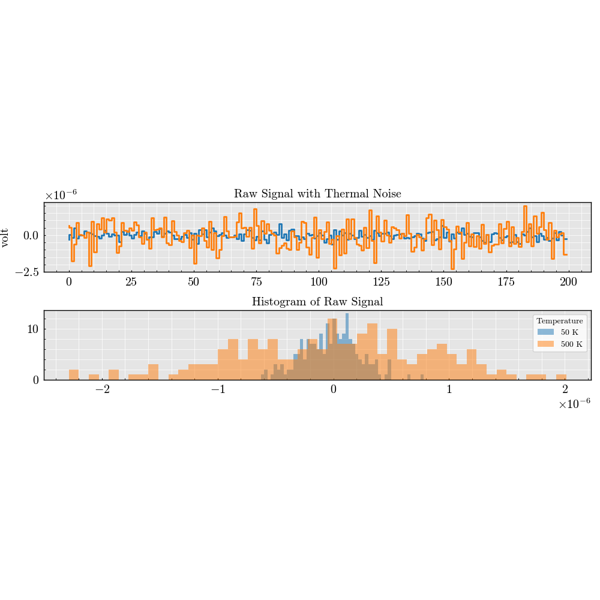 Raw Signal with Thermal Noise
×10⁻⁶
volt
0.0
−2.5
0 25 50 75 100 125 150 175 200
Histogram of Raw Signal
10
0
Temperature
50 K
500 K
−2 −1 0 1 2
×10⁻⁶